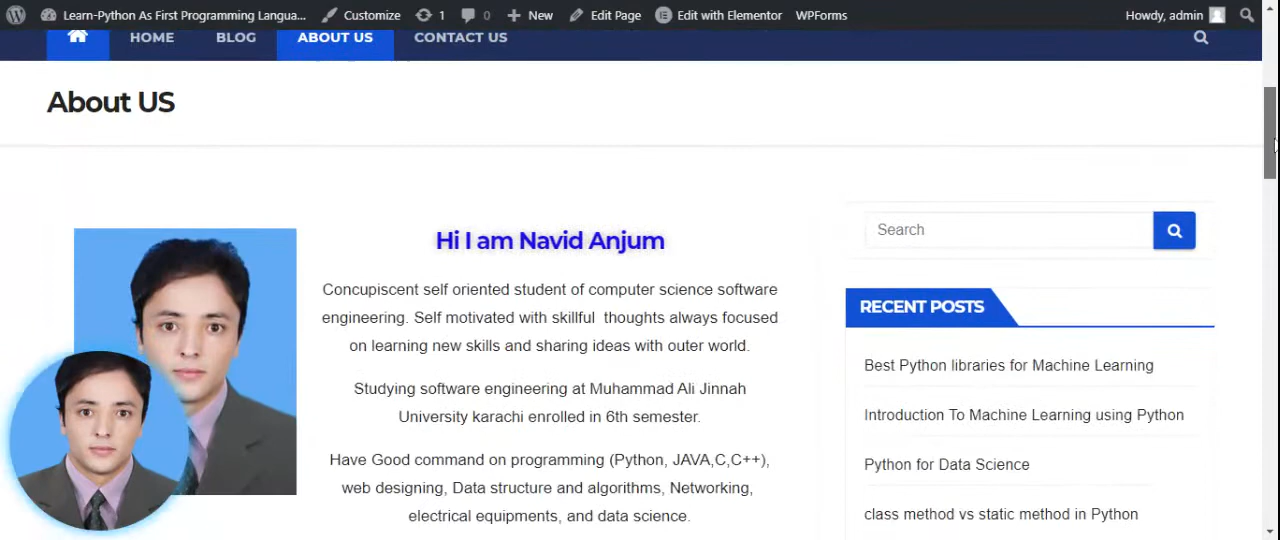 Learn-Python As First Programming Langua... Customize 1 0 New Edit Page Edit with Elementor WPForms Howdy, admin
HOME BLOG ABOUT US CONTACT US
About US
Hi I am Navid Anjum
Concupiscent self oriented student of computer science software
engineering. Self motivated with skillful thoughts always focused
on learning new skills and sharing ideas with outer world.
Studying software engineering at Muhammad Ali Jinnah
University karachi enrolled in 6th semester.
Have Good command on programming (Python, JAVA,C,C++),
web designing, Data structure and algorithms, Networking,
electrical equipments, and data science.
Search
RECENT POSTS
Best Python libraries for Machine Learning
Introduction To Machine Learning using Python
Python for Data Science
class method vs static method in Python